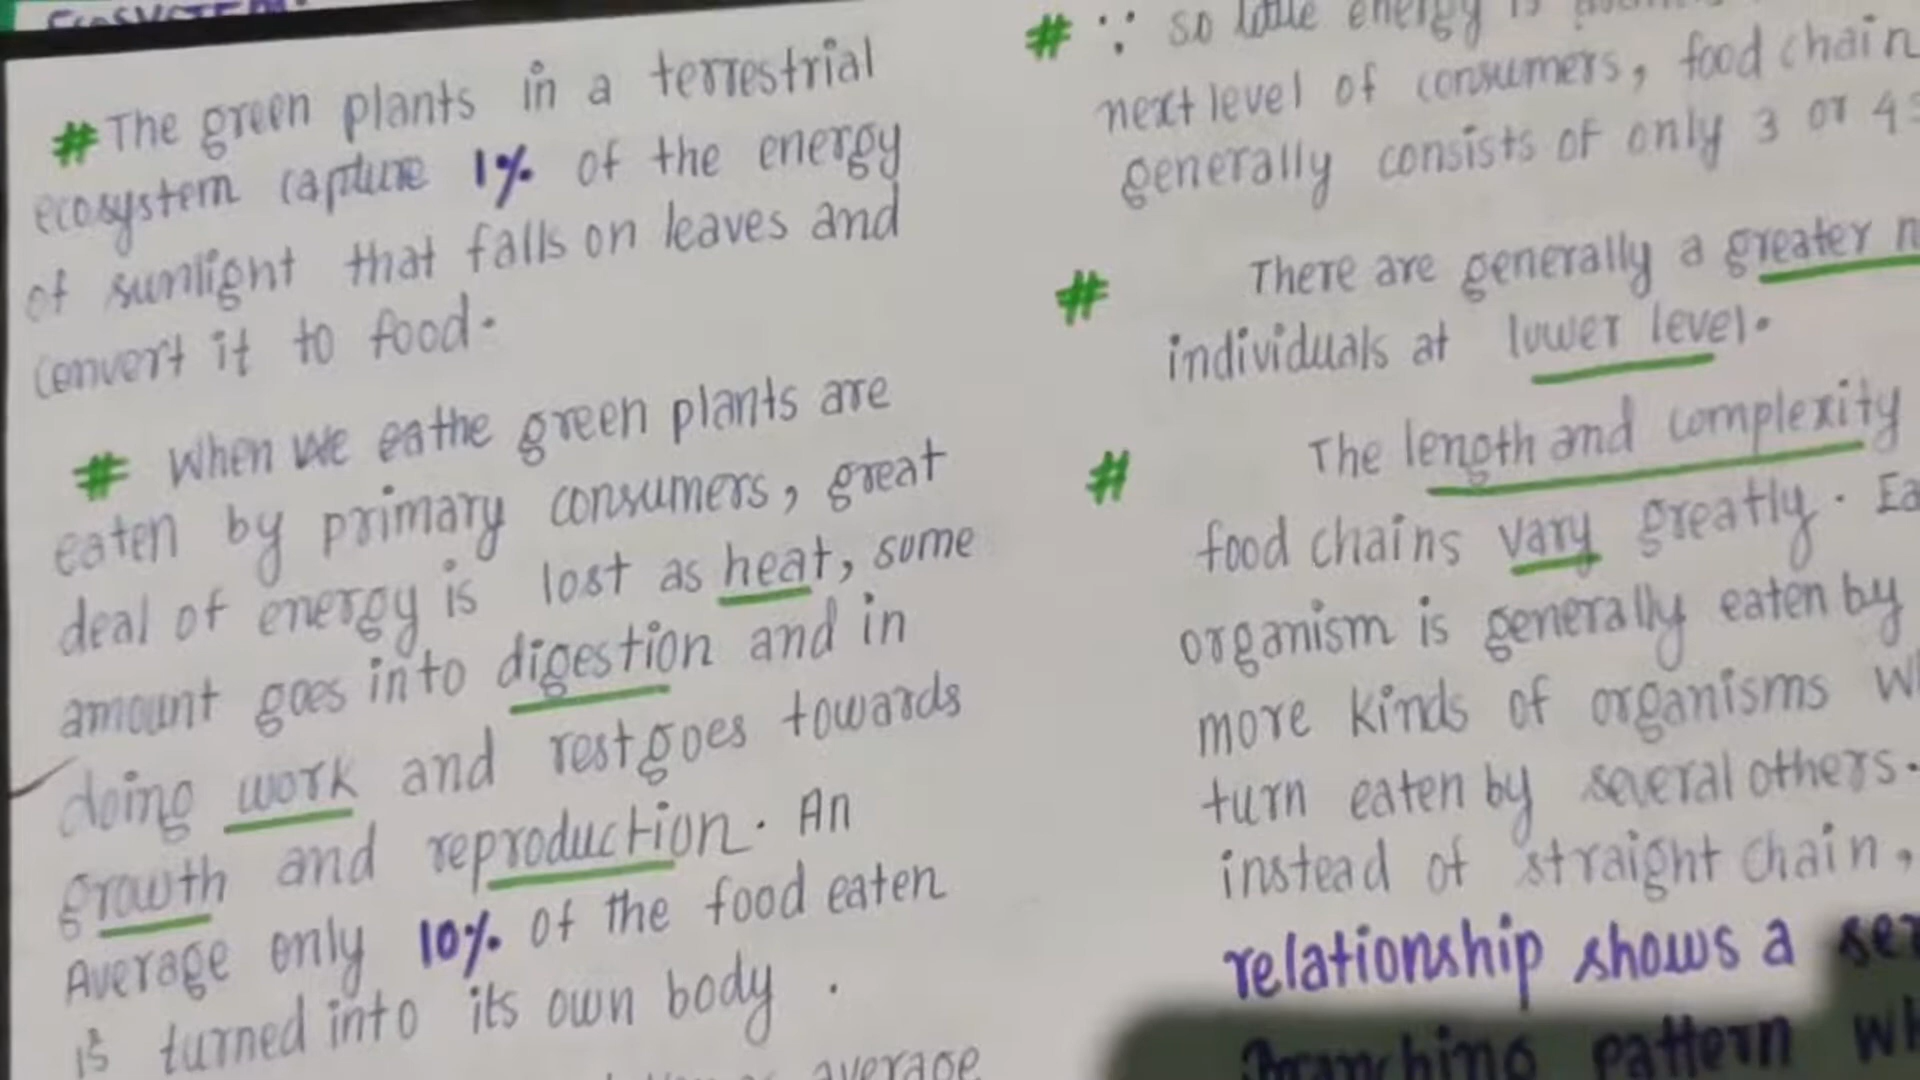 ECOSYSTEM
# The green plants in a terrestrial
ecosystem capture 1% of the energy
of sunlight that falls on leaves and
convert it to food.
# When we eathe green plants are
eaten by primary consumers, great
deal of energy is lost as heat, some
amount goes into digestion and in
doing work and rest goes towards
growth and reproduction. An
Average only 10% of the food eaten
is turned into its own body.
average
# ∵ so little energy is
next level of consumers, food chain
generally consists of only 3 or 4
# There are generally a greater
individuals at lower level.
# The length and complexity
food chains vary greatly.
organism is generally eaten by
more kinds of organisms
turn eaten by several others.
instead of straight chain,
relationship shows a
Branching pattern